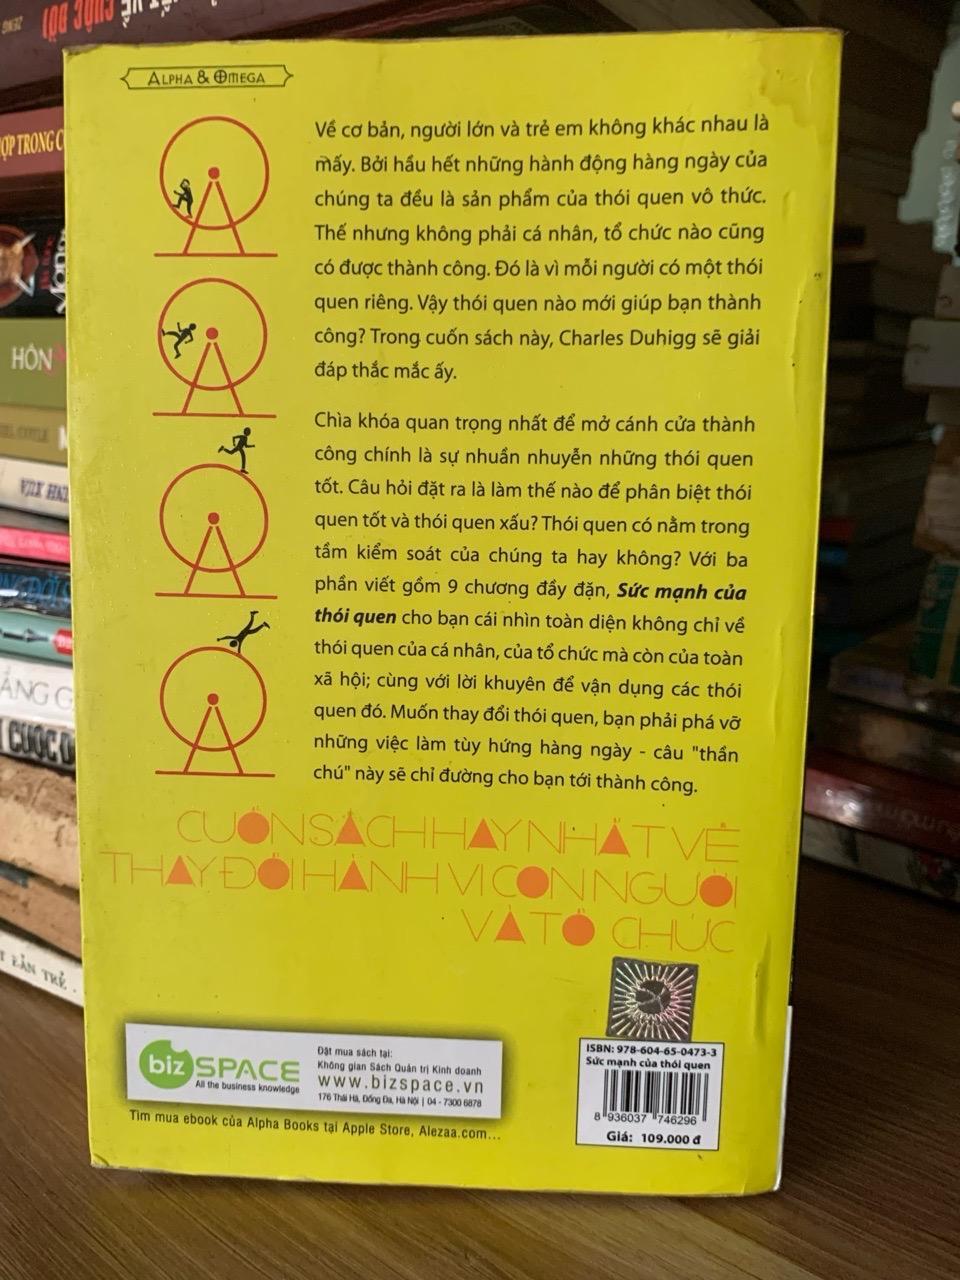 ALPHA & OMEGA
Về cơ bản, người lớn và trẻ em không khác nhau là
mấy. Bởi hầu hết những hành động hàng ngày của
chúng ta đều là sản phẩm của thói quen vô thức.
Thế nhưng không phải cá nhân, tổ chức nào cũng
có được thành công. Đó là vì mỗi người có một thói
quen riêng. Vậy thói quen nào mới giúp bạn thành
công? Trong cuốn sách này, Charles Duhigg sẽ giải
đáp thắc mắc ấy.
Chìa khóa quan trọng nhất để mở cánh cửa thành
công chính là sự nhuần nhuyễn những thói quen
tốt. Câu hỏi đặt ra là làm thế nào để phân biệt thói
quen tốt và thói quen xấu? Thói quen có nằm trong
tầm kiểm soát của chúng ta hay không? Với ba
phần viết gồm 9 chương đầy đặn, Sức mạnh của
thói quen cho bạn cái nhìn toàn diện không chỉ về
thói quen của cá nhân, của tổ chức mà còn của toàn
xã hội; cùng với lời khuyên để vận dụng các thói
quen đó. Muốn thay đổi thói quen, bạn phải phá vỡ
những việc làm tùy hứng hàng ngày - câu "thần
chú" này sẽ chỉ đường cho bạn tới thành công.
CUỐN SÁCH HAY NHẤT VỀ
THAY ĐỔI HÀNH VI CON NGƯỜI
VÀ TỔ CHỨC
biz SPACE
All the business knowledge
Đặt mua sách tại:
Không gian Sách Quản trị Kinh doanh
www.bizspace.vn
176 Thái Hà, Đống Đa, Hà Nội | 04 - 7300 6878
Tìm mua ebook của Alpha Books tại Apple Store, Alezaa.com...
ISBN: 978-604-65-0473-3
Sức mạnh của thói quen
8 936037 746296
Giá: 109.000 đ
ỢP TRONG C
HÔN
ẢNG G
CUỘC Đ